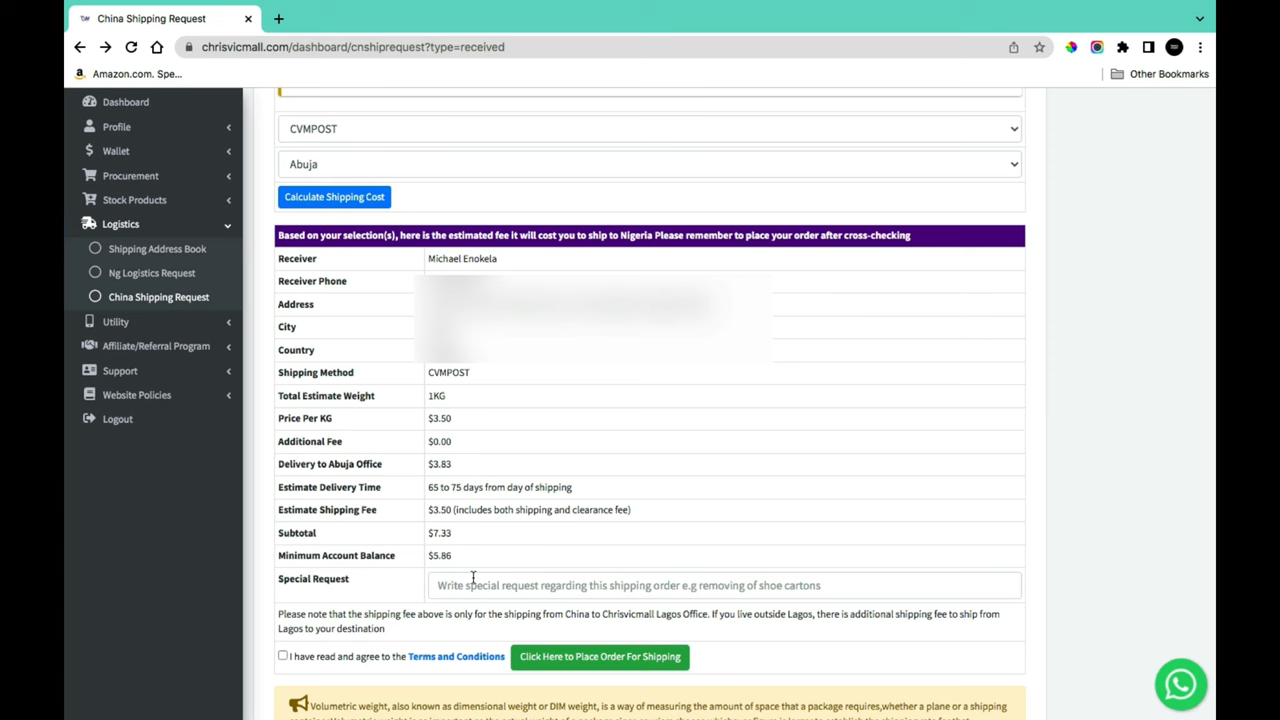 China Shipping Request
chrisvicmall.com/dashboard/cnshiprequest?type=received
Amazon.com. Spe...
Other Bookmarks
Dashboard
Profile
Wallet
Procurement
Stock Products
Logistics
Shipping Address Book
Ng Logistics Request
China Shipping Request
Utility
Affiliate/Referral Program
Support
Website Policies
Logout
CVMPOST
Abuja
Calculate Shipping Cost
Based on your selection(s), here is the estimated fee it will cost you to ship to Nigeria Please remember to place your order after cross-checking
Receiver Michael Enokela
Receiver Phone
Address
City
Country
Shipping Method CVMPOST
Total Estimate Weight 1KG
Price Per KG $3.50
Additional Fee $0.00
Delivery to Abuja Office $3.83
Estimate Delivery Time 65 to 75 days from day of shipping
Estimate Shipping Fee $3.50 (includes both shipping and clearance fee)
Subtotal $7.33
Minimum Account Balance $5.86
Special Request Write special request regarding this shipping order e.g removing of shoe cartons
Please note that the shipping fee above is only for the shipping from China to Chrisvicmall Lagos Office. If you live outside Lagos, there is additional shipping fee to ship from
Lagos to your destination
I have read and agree to the Terms and Conditions Click Here to Place Order For Shipping
Volumetric weight, also known as dimensional weight or DIM weight, is a way of measuring the amount of space that a package requires,whether a plane or a shipping